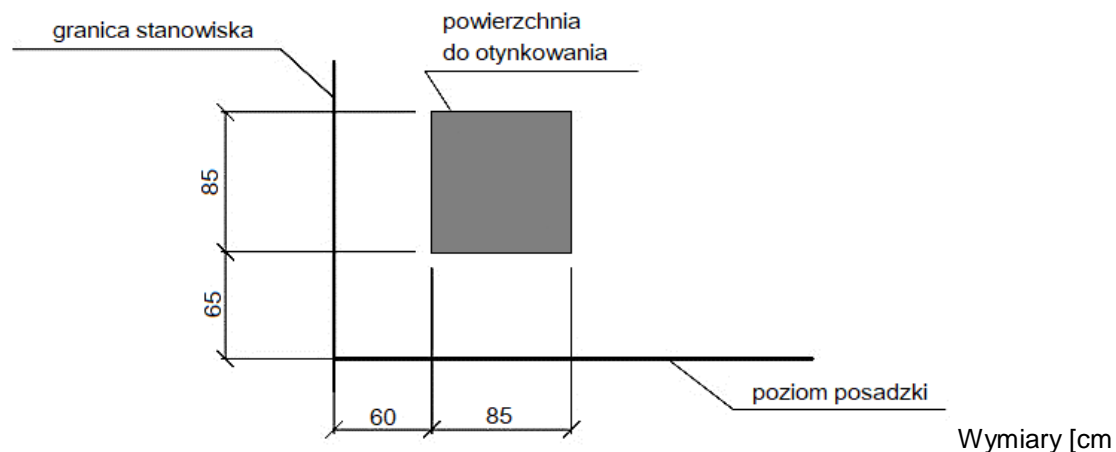 granica stanowiska
powierzchnia
do otynkowania
85
65
60
85
poziom posadzki
Wymiary [cm